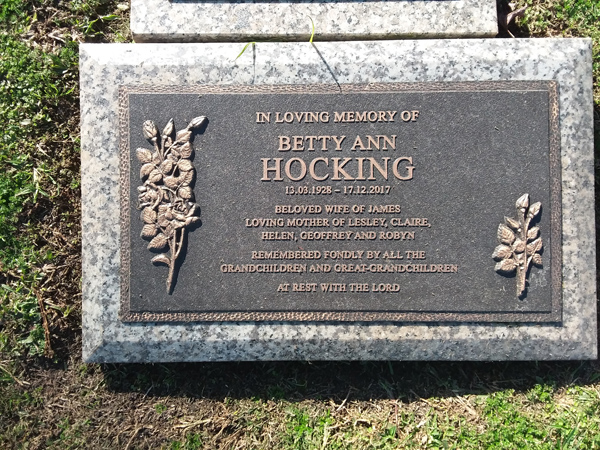 IN LOVING MEMORY OF
BETTY ANN
HOCKING
13.03.1928 – 17.12.2017
BELOVED WIFE OF JAMES
LOVING MOTHER OF LESLEY, CLAIRE,
HELEN, GEOFFREY AND ROBYN
REMEMBERED FONDLY BY ALL THE
GRANDCHILDREN AND GREAT-GRANDCHILDREN
AT REST WITH THE LORD